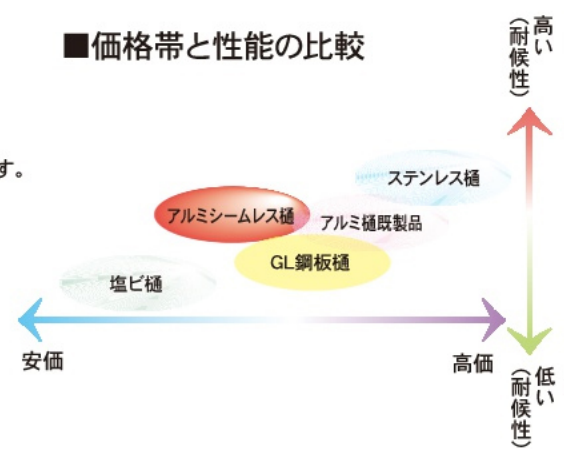 ■価格帯と性能の比較
高い
（耐候性）
す。
ステンレス樋
アルミシームレス樋
アルミ樋既製品
GL鋼板樋
塩ビ樋
安価
高価
低い
（耐候性）